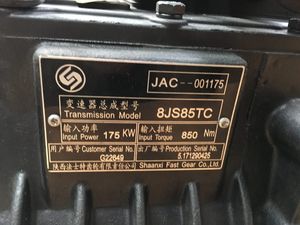 JAC--001175
变速器总成型号
Transmission Model 8JS85TC
输入功率 输入扭矩
Input Power 175 KW Input Torque 850 Nm
用户编号 Customer Serial No. 出厂编号 Production Serial No.
G22649 5.171290425
陕西法士特齿轮有限责任公司 Shaanxi Fast Gear Co.,Ltd.